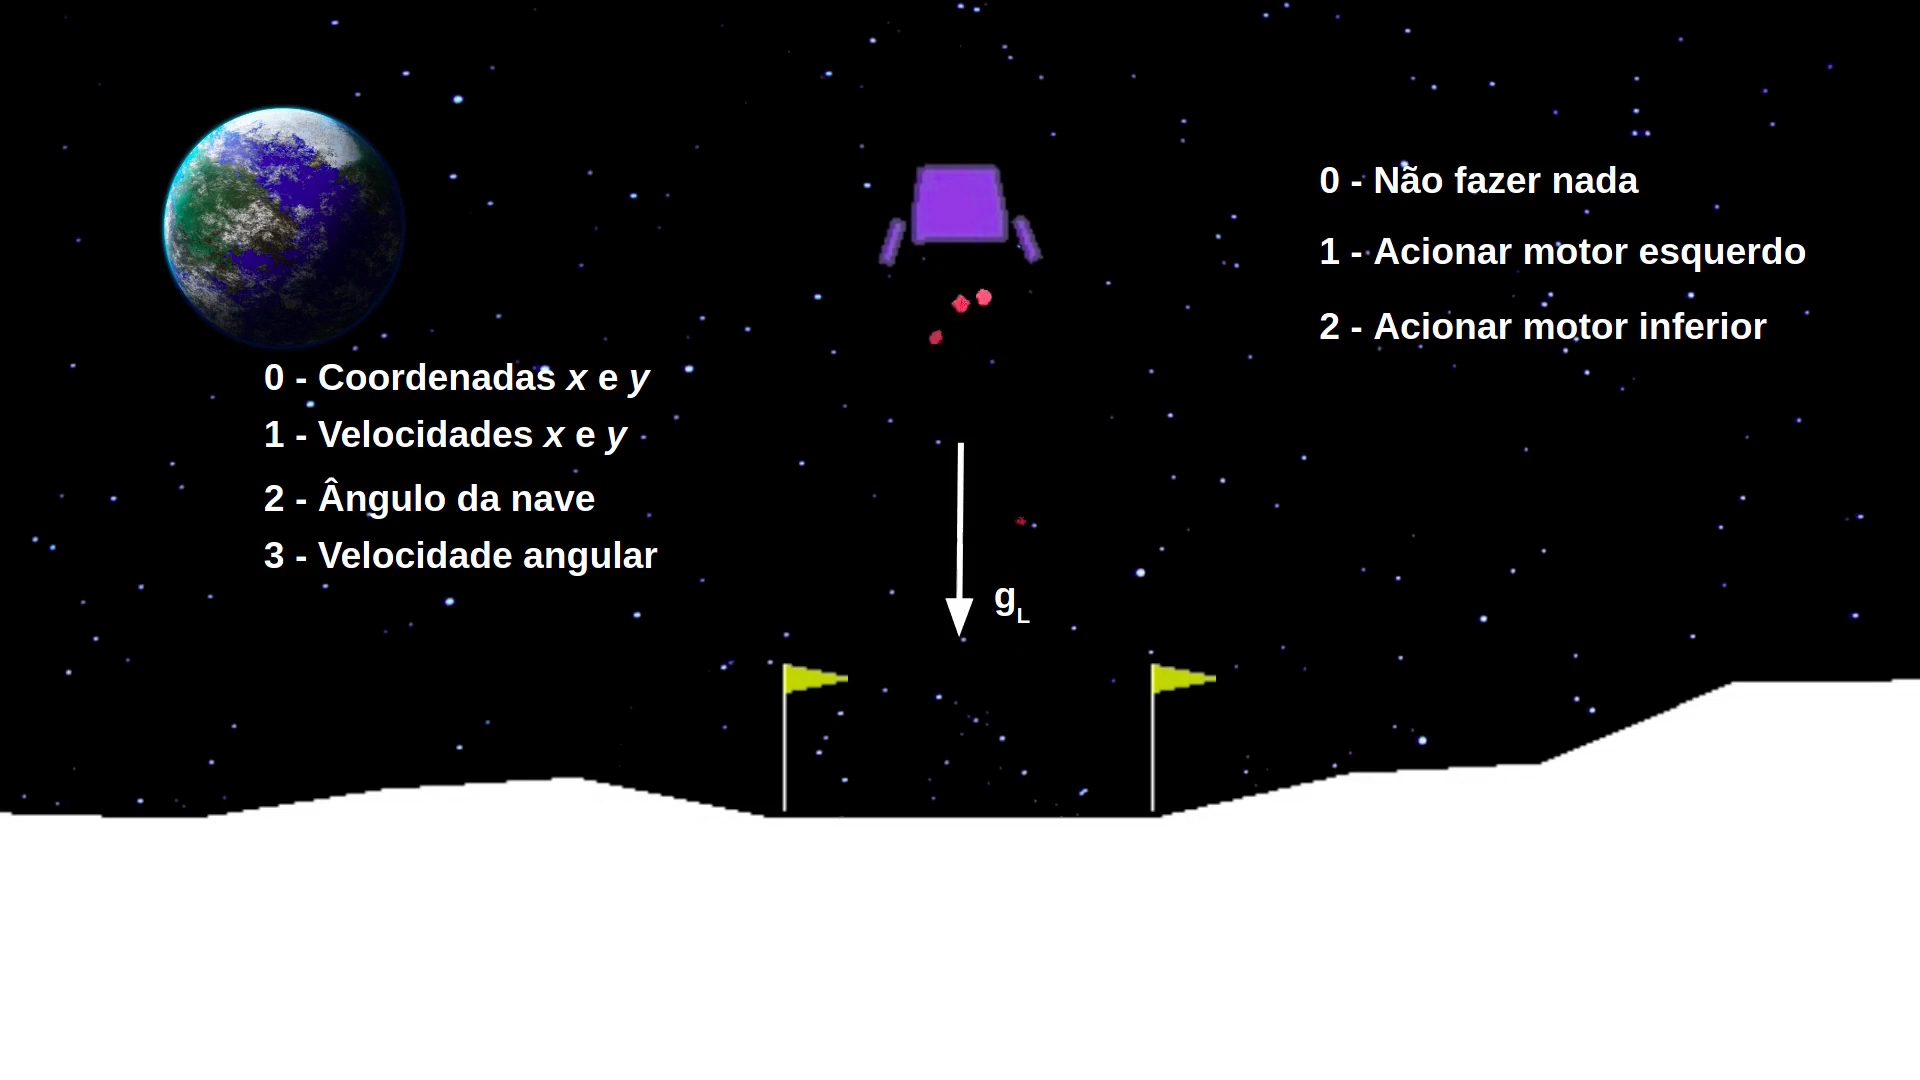 0 - Coordenadas x e y
1 - Velocidades x e y
2 - Ângulo da nave
3 - Velocidade angular
0 - Não fazer nada
1 - Acionar motor esquerdo
2 - Acionar motor inferior
gL